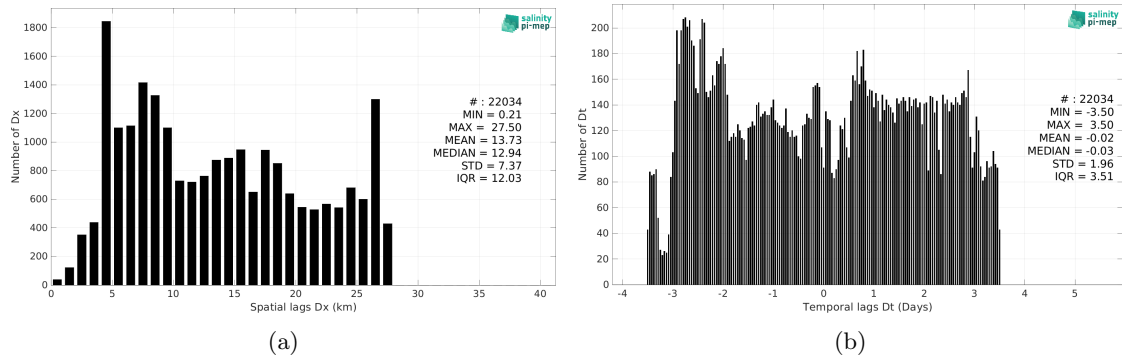 salinity
pi-mep
1800
1600
1400
1200
1000
800
600
400
200
0
Number of Dx
# : 22034
MIN = 0.21
MAX = 27.50
MEAN = 13.73
MEDIAN = 12.94
STD = 7.37
IQR = 12.03
0 5 10 15 20 25 30 35 40
Spatial lags Dx (km)
(a)
salinity
pi-mep
200
180
160
140
120
100
80
60
40
20
0
Number of Dt
# : 22034
MIN = -3.50
MAX = 3.50
MEAN = -0.02
MEDIAN = -0.03
STD = 1.96
IQR = 3.51
-4 -3 -2 -1 0 1 2 3 4 5
Temporal lags Dt (Days)
(b)